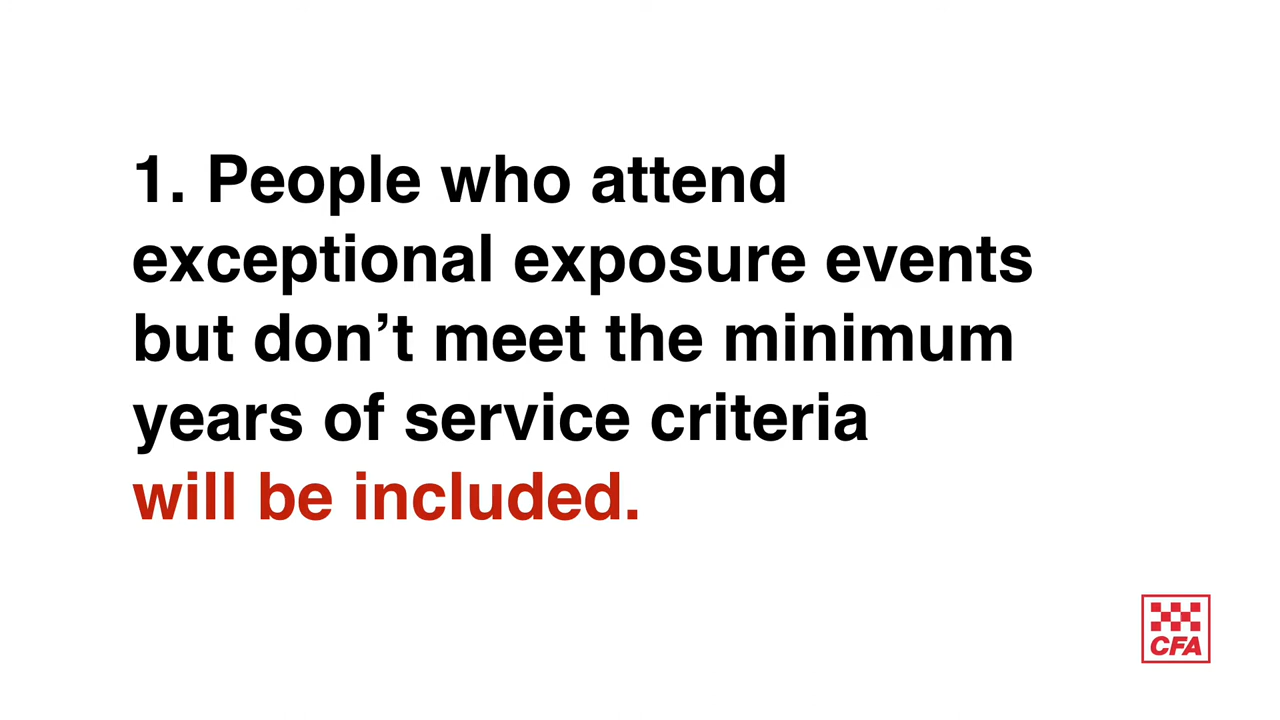 1. People who attend
exceptional exposure events
but don’t meet the minimum
years of service criteria
will be included.
CFA